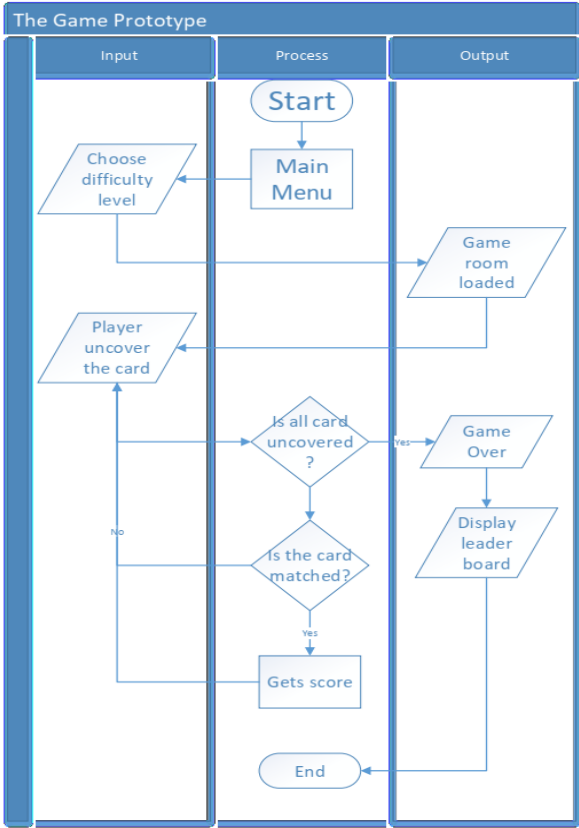 The Game Prototype
Input
Process
Output
Start
Main
Menu
Choose
difficulty
level
Game
room
loaded
Player
uncover
the card
Is all card
uncovered
?
Yes
Game
Over
Display
leader
board
No
Is the card
matched?
Yes
Gets score
End